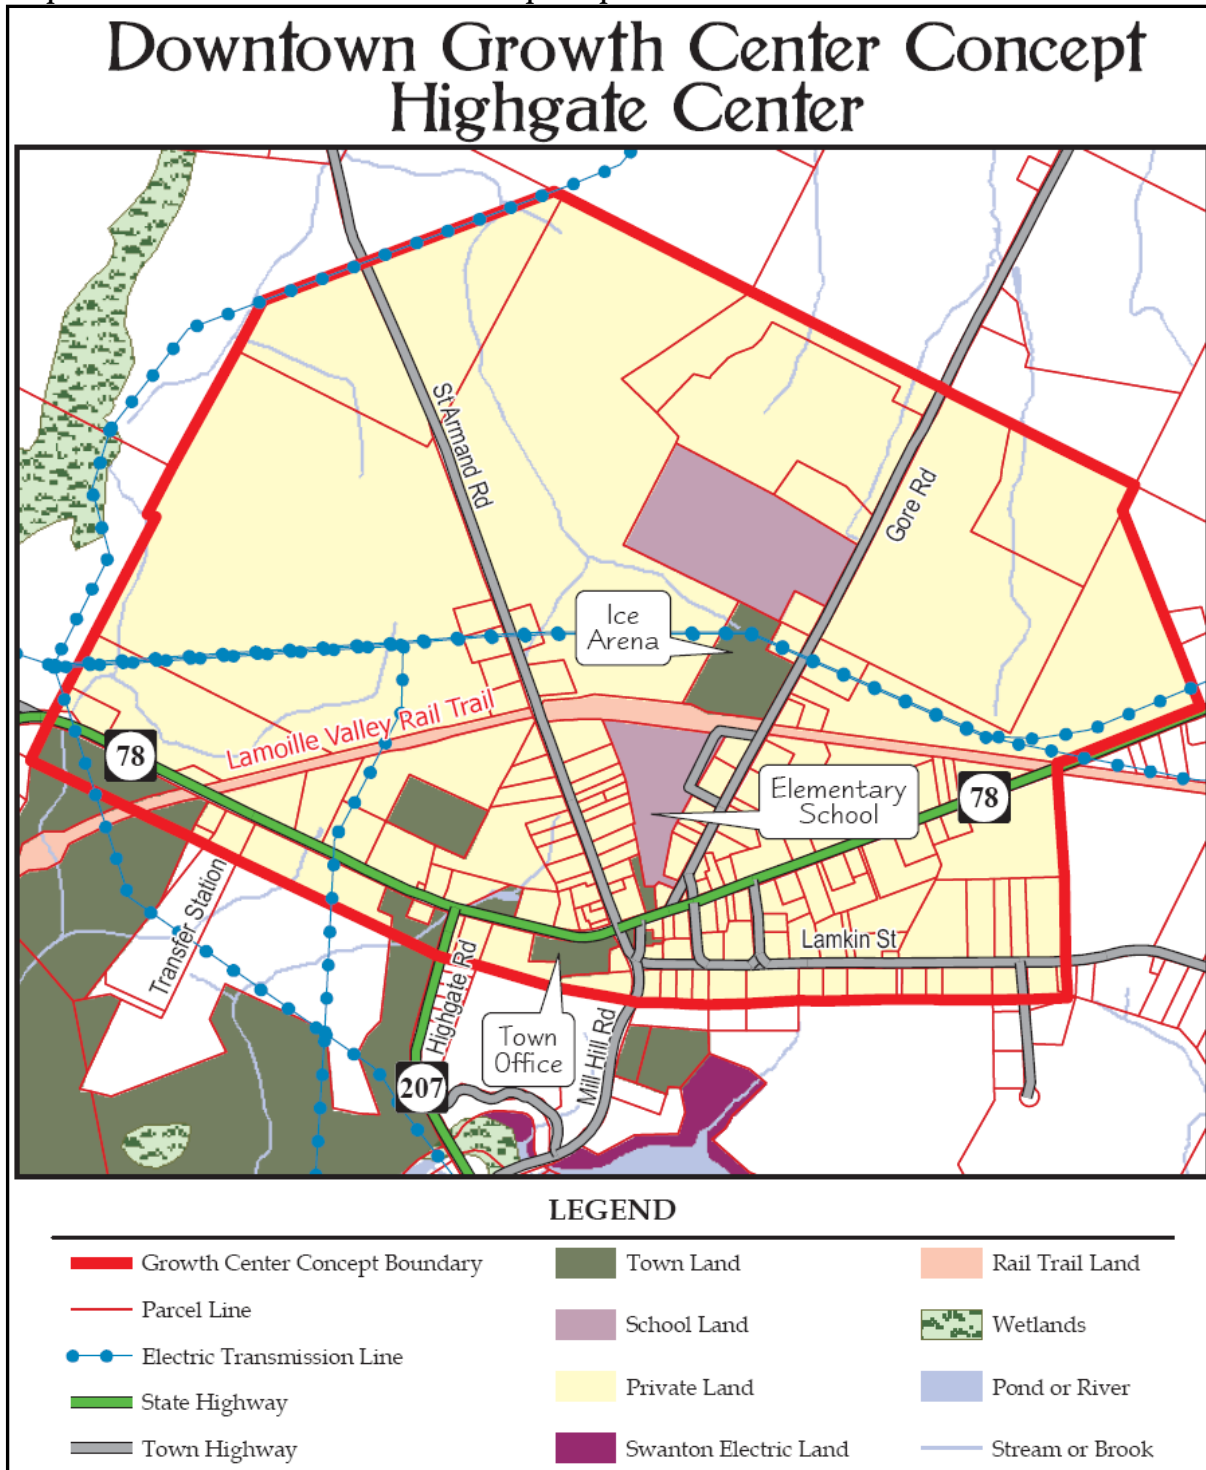 Downtown Growth Center Concept
Highgate Center
St Armand Rd
Gore Rd
Ice
Arena
Lamoille Valley Rail Trail
78
Elementary
School
78
Transfer Station
Lamkin St
Highgate Rd
Town
Office
Mill Hill Rd
207
LEGEND
Growth Center Concept Boundary
Parcel Line
Electric Transmission Line
State Highway
Town Highway
Town Land
School Land
Private Land
Swanton Electric Land
Rail Trail Land
Wetlands
Pond or River
Stream or Brook